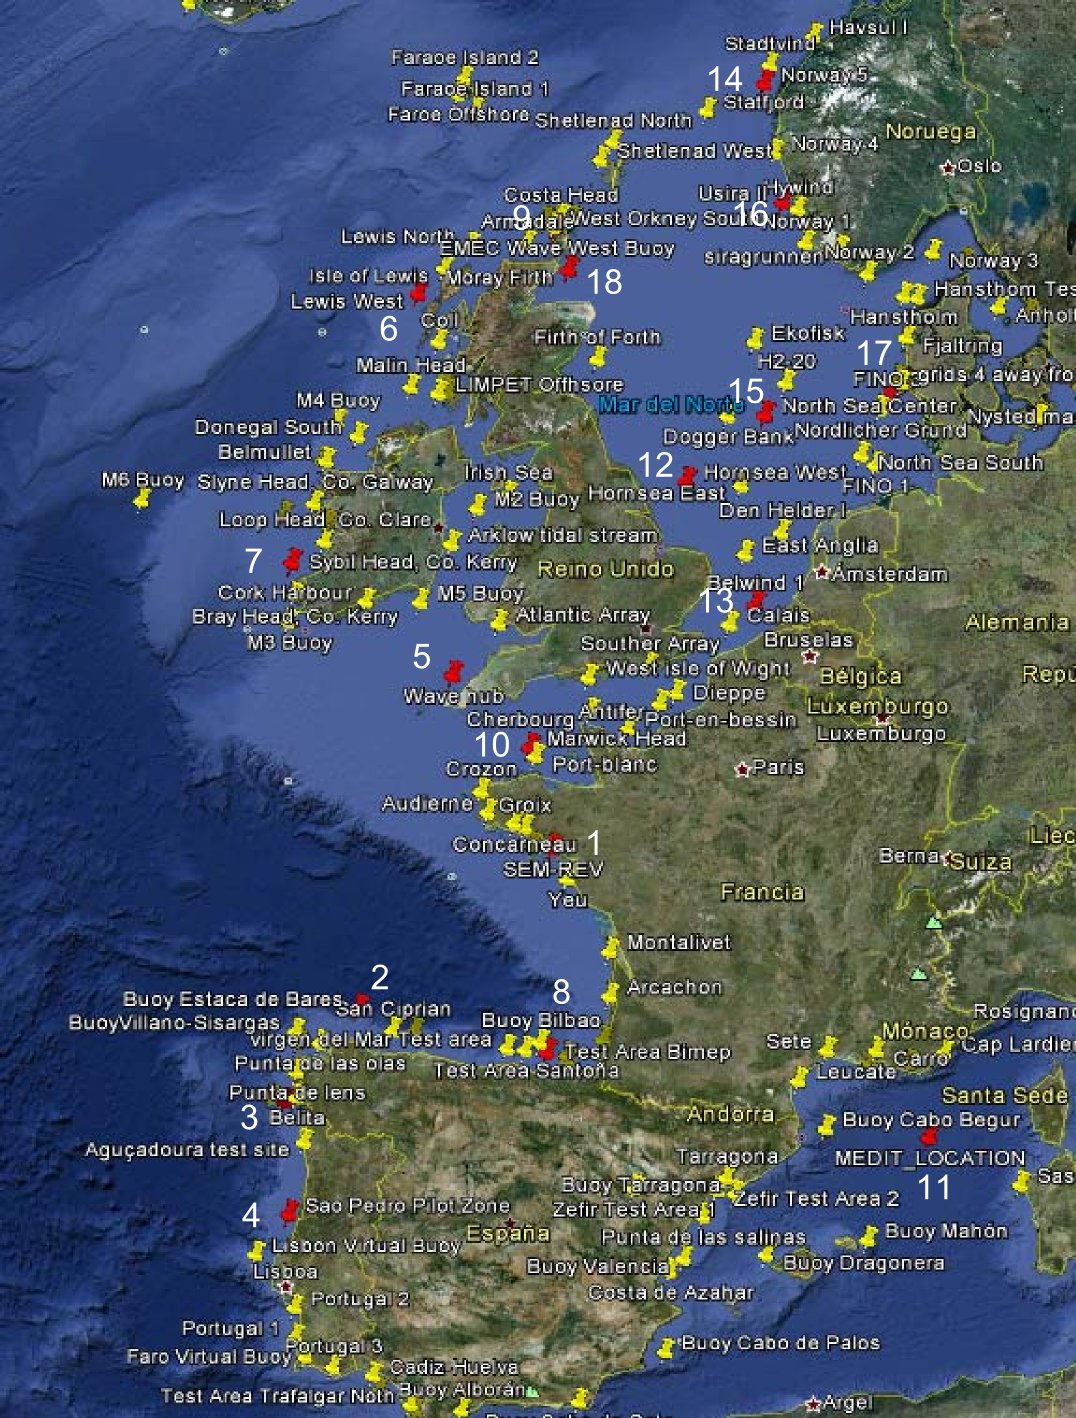 Havsul I
Stadtvind
Faraoe Island 2
14
Norway 5
Faraoe Island 1
Statfjord
Faroe Offshore
Shetlenad North
Noruega
Norway 4
Shetlenad West
Oslo
Usira II
Hywind
Costa Head
9
16
Armadale
West Orkney South
Norway 1
Lewis North
EMEC Wave West Buoy
siragrunnen
Norway 2
Norway 3
Isle of Lewis
Moray Firth
18
Hansthom Tes
Lewis West
Hanstholm
Anholt
6
Coll
Firth of Forth
Ekofisk
Fjaltring
17
H2-20
Malin Head
LIMPET Offhsore
FINO 3
grids 4 away fro
15
M4 Buoy
Mar del Norte
North Sea Center
Nysted ma
Donegal South
Dogger Bank
Nordlicher Grund
Belmullet
12
Irish Sea
Hornsea West
North Sea South
M6 Buoy
Slyne Head, Co. Galway
M2 Buoy
Hornsea East
FINO 1
Den Helder I
Loop Head, Co. Clare
Arklow tidal stream
East Anglia
7
Sybil Head, Co. Kerry
Reino Unido
Amsterdam
Belwind 1
Cork Harbour
M5 Buoy
13
Bray Head, Co. Kerry
Atlantic Array
Calais
Alemania
M3 Buoy
Souther Array
Bruselas
5
West isle of Wight
Bélgica
Repú
Wave hub
Dieppe
Luxemburgo
Cherbourg
Antifer
Port-en-bessin
Luxemburgo
10
Marwick Head
Crozon
Port-blanc
Paris
Audierne
Groix
Concarneau
1
Liec
SEM-REV
Berna
Suiza
Yeu
Francia
Montalivet
2
Buoy Estaca de Bares
8
Arcachon
San Ciprian
Rosignano
BuoyVillano-Sisargas
Buoy Bilbao
Mónaco
virgen del Mar Test area
Test Area Bimep
Sete
Cap Lardier
Punta de las olas
Test Area Santoña
Carro
Leucate
Punta de lens
Santa Sede
3
Belita
Andorra
Buoy Cabo Begur
Aguçadoura test site
Tarragona
MEDIT_LOCATION
Buoy Tarragona
11
Sas
4
Sao Pedro Pilot Zone
Zefir Test Area 1
Zefir Test Area 2
España
Punta de las salinas
Buoy Mahón
Lisbon Virtual Buoy
Buoy Valencia
Buoy Dragonera
Lisboa
Costa de Azahar
Portugal 2
Portugal 1
Portugal 3
Buoy Cabo de Palos
Faro Virtual Buoy
Cadiz-Huelva
Test Area Trafalgar Noth
Buoy Alborán
Argel